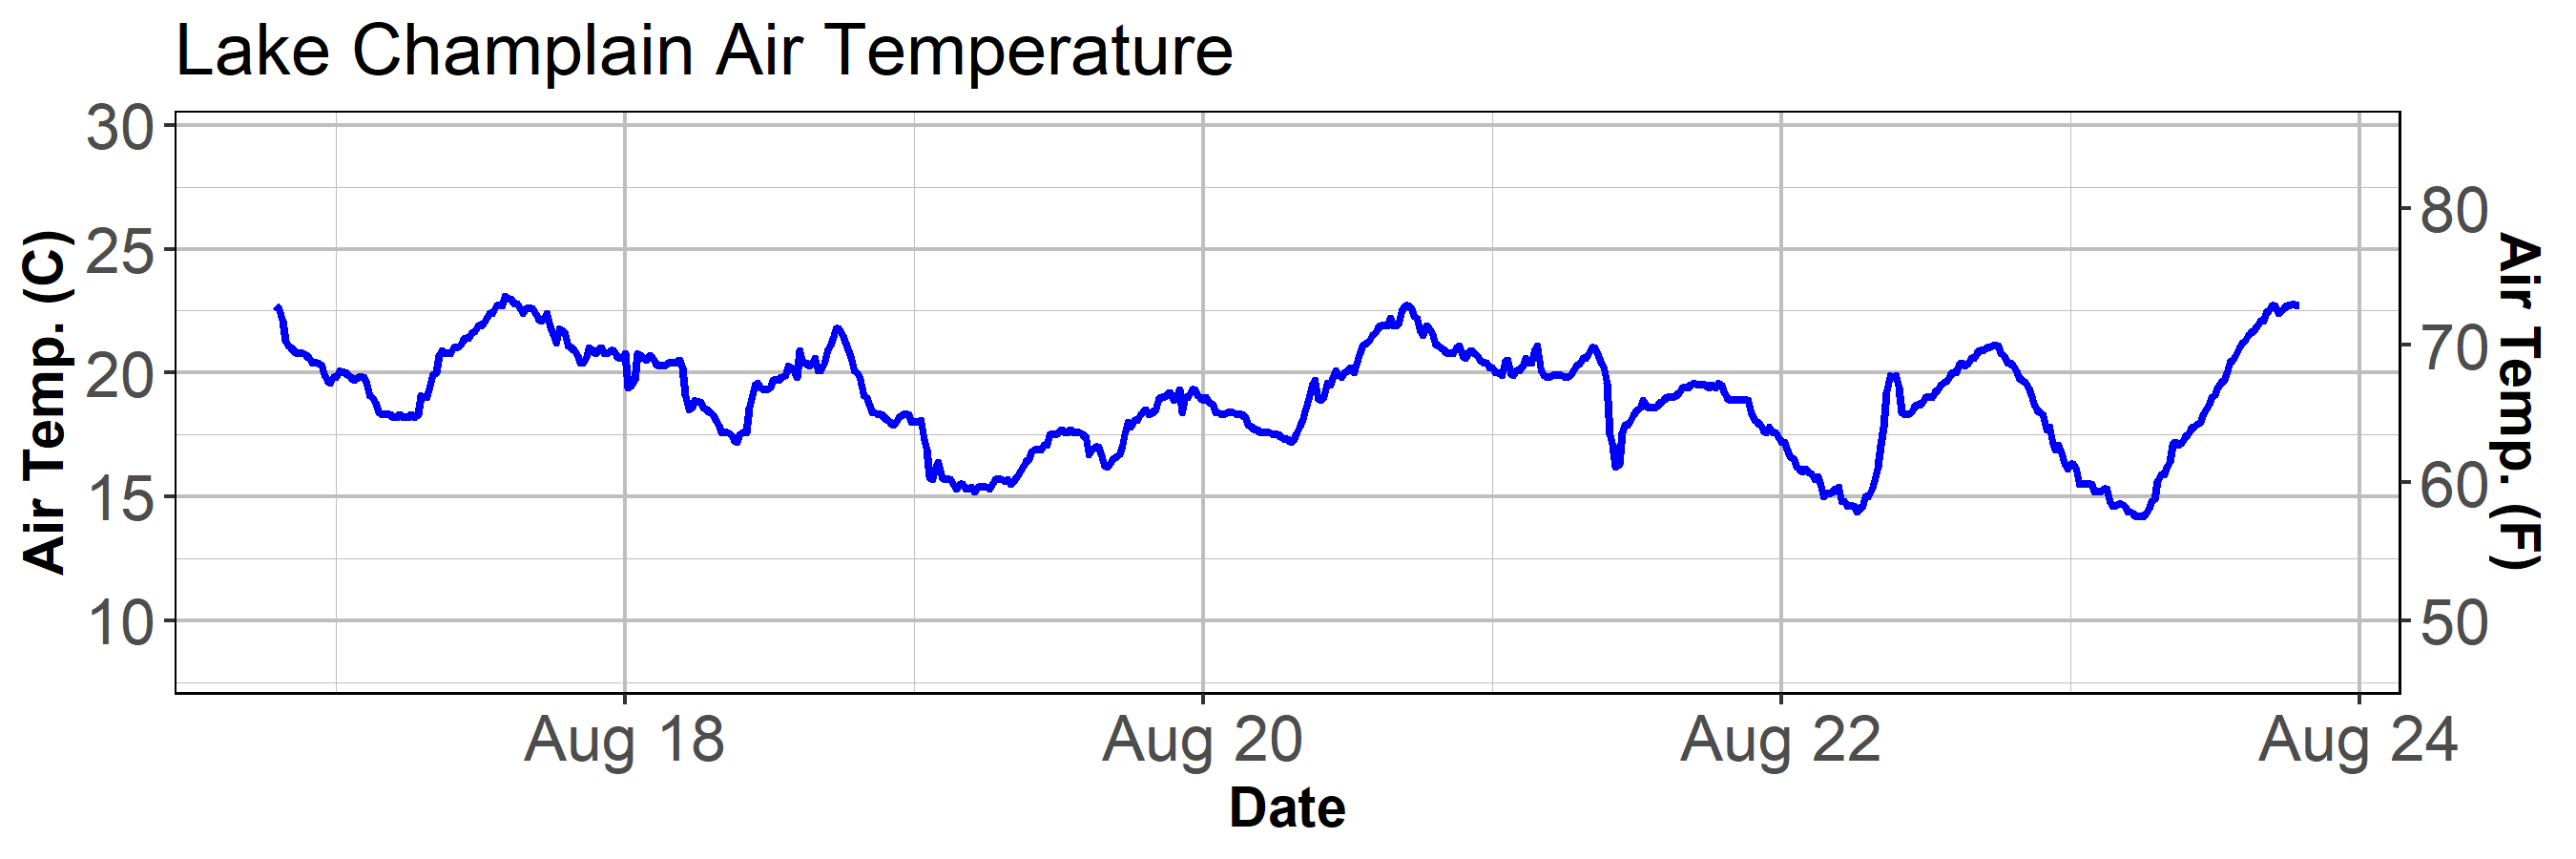 Lake Champlain Air Temperature
Air Temp. (C)
30
25
20
15
10
80
70
60
50
Air Temp. (F)
Aug 18
Aug 20
Aug 22
Aug 24
Date